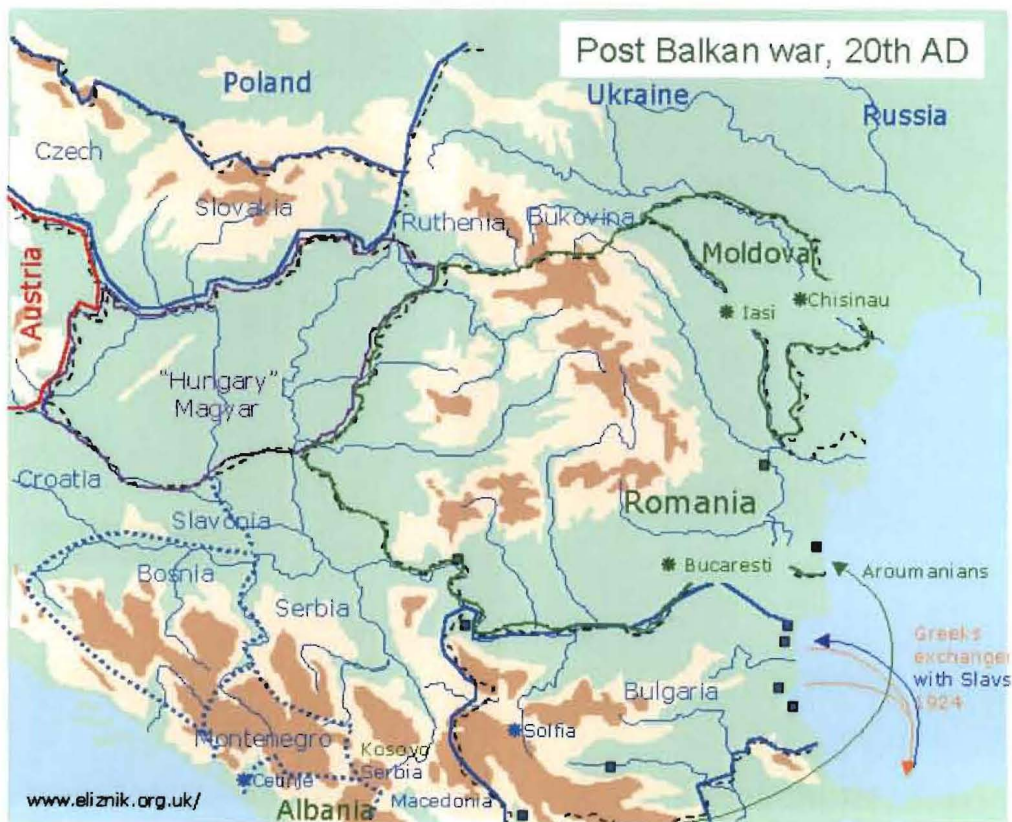 Post Balkan war, 20th AD
Poland
Ukraine
Russia
Czech
Slovakia
Ruthenia
Bukovina
Moldova
Austria
Iasi
Chisinau
"Hungary"
Magyar
Croatia
Slavonia
Romania
Bosnia
Serbia
Bucaresti
Aroumanians
Greeks
exchanged
with Slavs
1924
Bulgaria
Montenegro
Kosovo
Serbia
Solfia
Cetinje
Macedonia
Albania
www.eliznik.org.uk/